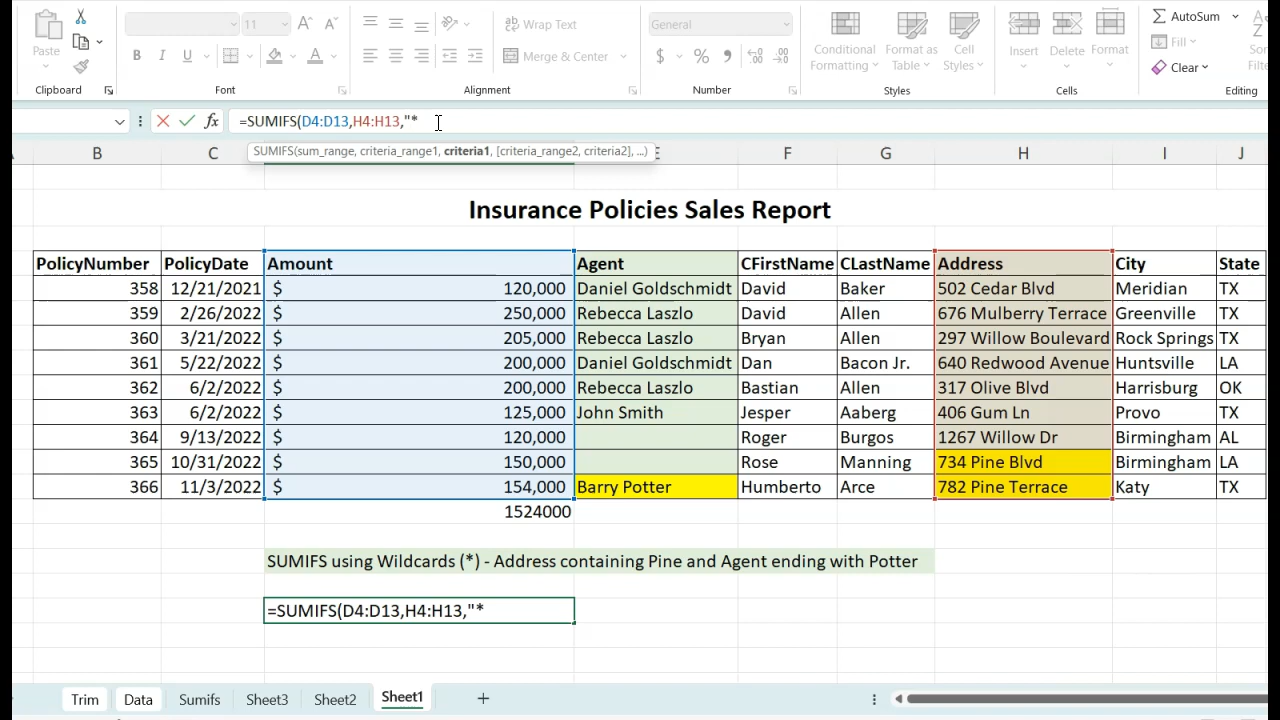 11
Wrap Text
General
AutoSum
Paste
B I U
Merge & Center
$ % ,
Conditional Formatting
Format as Table
Cell Styles
Insert
Delete
Format
Fill
Clear
Clipboard
Font
Alignment
Number
Styles
Cells
Editing
fx =SUMIFS(D4:D13,H4:H13,"*
SUMIFS(sum_range, criteria_range1, criteria1, [criteria_range2, criteria2], ...)
B C E F G H I J
Insurance Policies Sales Report
PolicyNumber PolicyDate Amount Agent CFirstName CLastName Address City State
358 12/21/2021 $ 120,000 Daniel Goldschmidt David Baker 502 Cedar Blvd Meridian TX
359 2/26/2022 $ 250,000 Rebecca Laszlo David Allen 676 Mulberry Terrace Greenville TX
360 3/21/2022 $ 205,000 Rebecca Laszlo Bryan Allen 297 Willow Boulevard Rock Springs TX
361 5/22/2022 $ 200,000 Daniel Goldschmidt Dan Bacon Jr. 640 Redwood Avenue Huntsville LA
362 6/2/2022 $ 200,000 Rebecca Laszlo Bastian Allen 317 Olive Blvd Harrisburg OK
363 6/2/2022 $ 125,000 John Smith Jesper Aaberg 406 Gum Ln Provo TX
364 9/13/2022 $ 120,000 Roger Burgos 1267 Willow Dr Birmingham AL
365 10/31/2022 $ 150,000 Rose Manning 734 Pine Blvd Birmingham LA
366 11/3/2022 $ 154,000 Barry Potter Humberto Arce 782 Pine Terrace Katy TX
1524000
SUMIFS using Wildcards (*) - Address containing Pine and Agent ending with Potter
=SUMIFS(D4:D13,H4:H13,"*
Trim Data Sumifs Sheet3 Sheet2 Sheet1 +